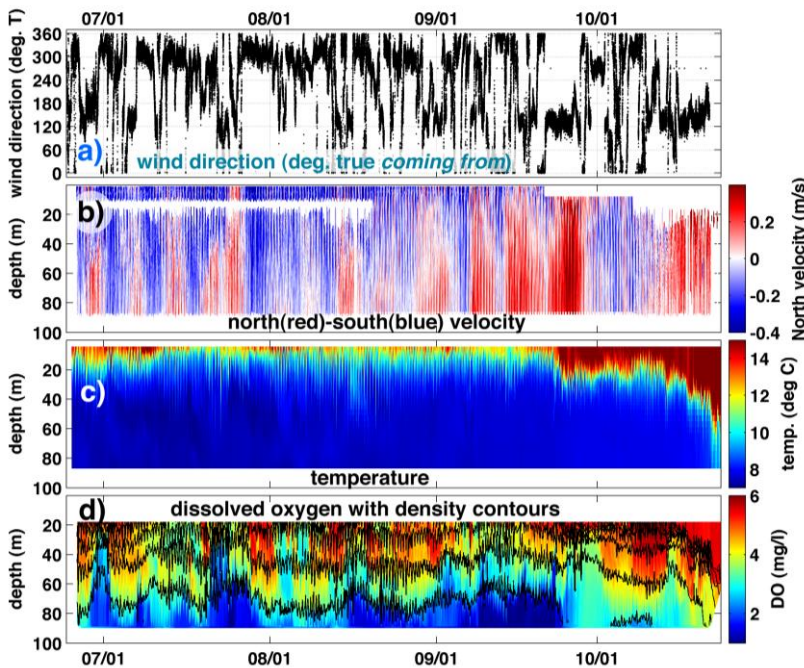 07/01 08/01 09/01 10/01
wind direction (deg. T)
360
300
240
180
120
60
0
a)
wind direction (deg. true coming from)
depth (m)
20
40
60
80
100
b)
north(red)-south(blue) velocity
0.4
0.2
0
-0.2
-0.4
North velocity (m/s)
depth (m)
20
40
60
80
100
c)
temperature
14
12
10
8
temp. (deg C)
depth (m)
20
40
60
80
100
d)
dissolved oxygen with density contours
6
4
2
DO (mg/l)
07/01 08/01 09/01 10/01